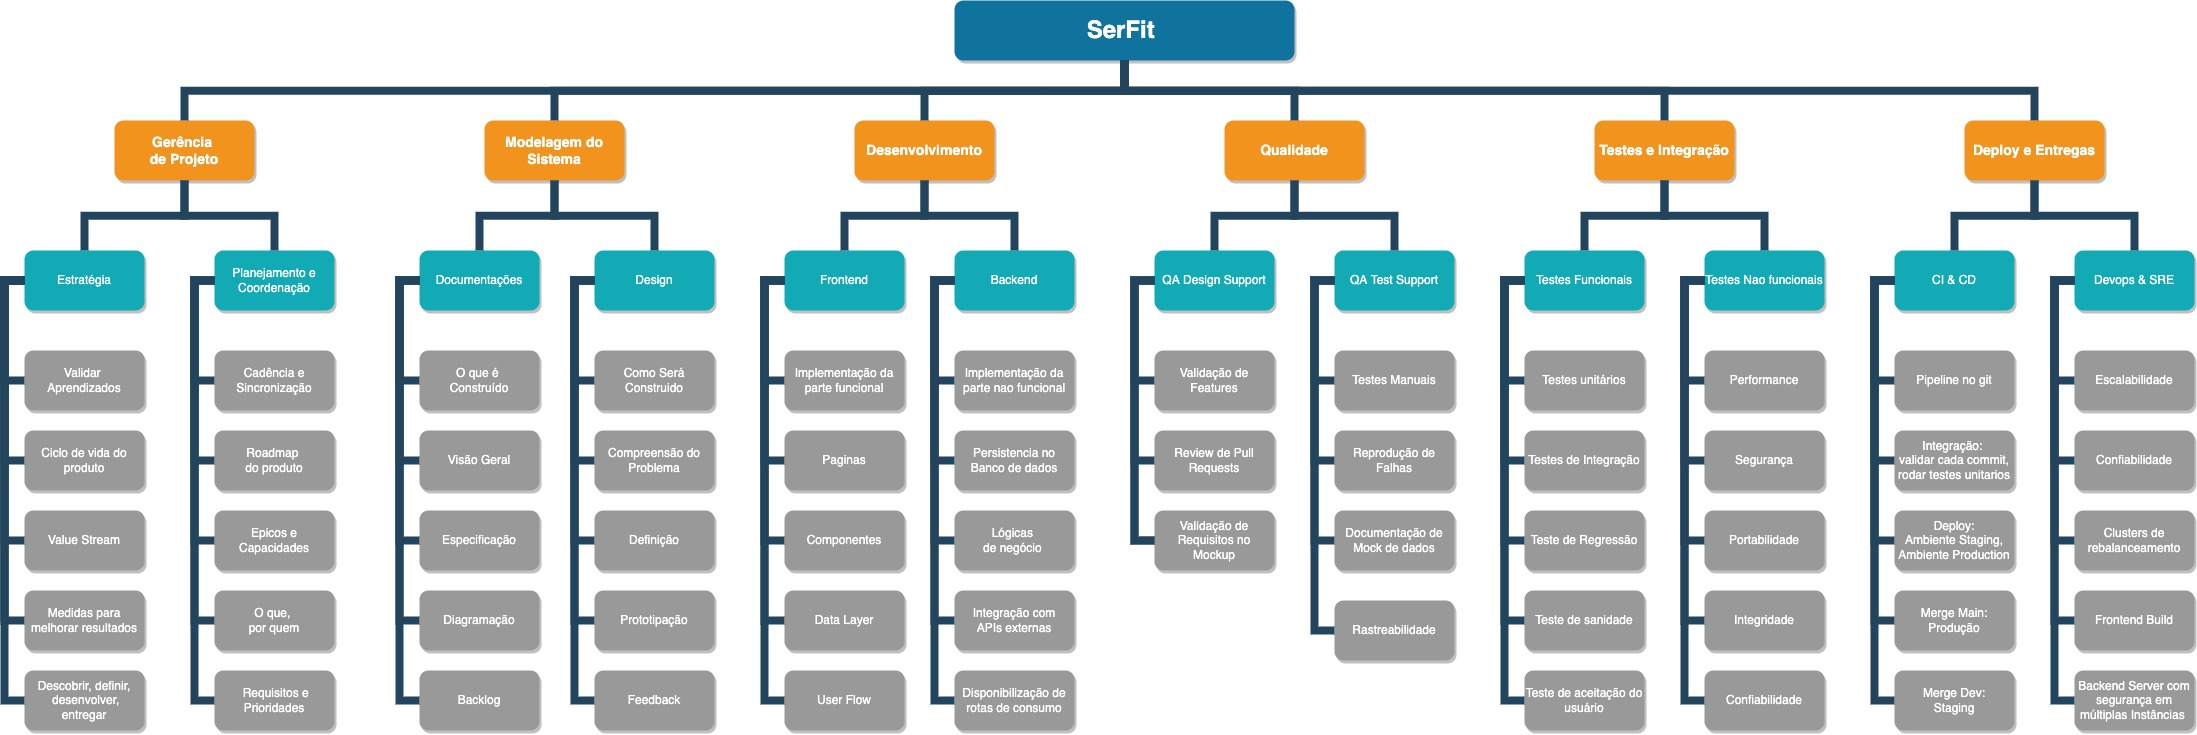 SerFit
Gerência
de Projeto
Modelagem do
Sistema
Desenvolvimento
Qualidade
Testes e Integração
Deploy e Entregas
Estratégia
Planejamento e
Coordenação
Documentações
Design
Frontend
Backend
QA Design Support
QA Test Support
Testes Funcionais
Testes Nao funcionais
CI & CD
Devops & SRE
Validar
Aprendizados
Cadência e
Sincronização
O que é
Construído
Como Será
Construido
Implementação da
parte funcional
Implementação da
parte nao funcional
Validação de
Features
Testes Manuais
Testes unitários
Performance
Pipeline no git
Escalabilidade
Ciclo de vida do
produto
Roadmap
do produto
Visão Geral
Compreensão do
Problema
Paginas
Persistencia no
Banco de dados
Review de Pull
Requests
Reprodução de
Falhas
Testes de Integração
Segurança
Integração:
validar cada commit,
rodar testes unitarios
Confiabilidade
Value Stream
Epicos e
Capacidades
Especificação
Definição
Componentes
Lógicas
de negócio
Validação de
Requisitos no
Mockup
Documentação de
Mock de dados
Teste de Regressão
Portabilidade
Deploy:
Ambiente Staging,
Ambiente Production
Clusters de
rebalanceamento
Medidas para
melhorar resultados
O que,
por quem
Diagramação
Prototipação
Data Layer
Integração com
APIs externas
Rastreabilidade
Teste de sanidade
Integridade
Merge Main:
Produção
Frontend Build
Descobrir, definir,
desenvolver,
entregar
Requisitos e
Prioridades
Backlog
Feedback
User Flow
Disponibilização de
rotas de consumo
Teste de aceitação do
usuário
Confiabilidade
Merge Dev:
Staging
Backend Server com
segurança em
múltiplas Instâncias